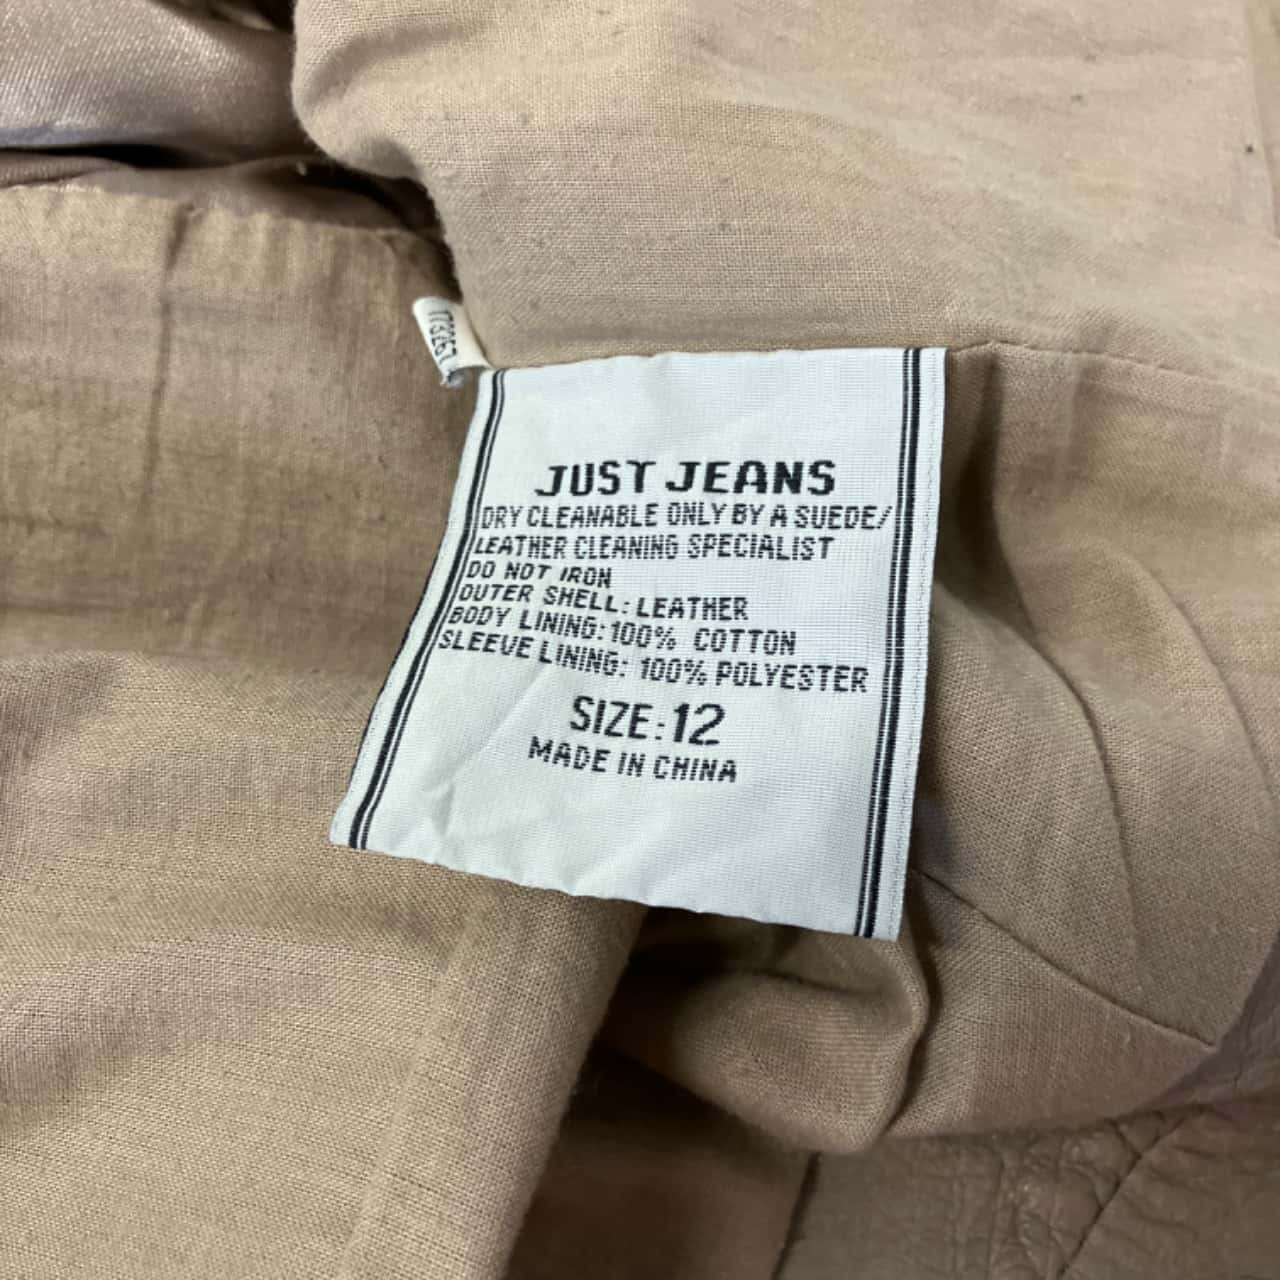 173267
JUST JEANS
DRY CLEANABLE ONLY BY A SUEDE/
LEATHER CLEANING SPECIALIST
DO NOT IRON
OUTER SHELL: LEATHER
BODY LINING: 100% COTTON
SLEEVE LINING: 100% POLYESTER
SIZE: 12
MADE IN CHINA